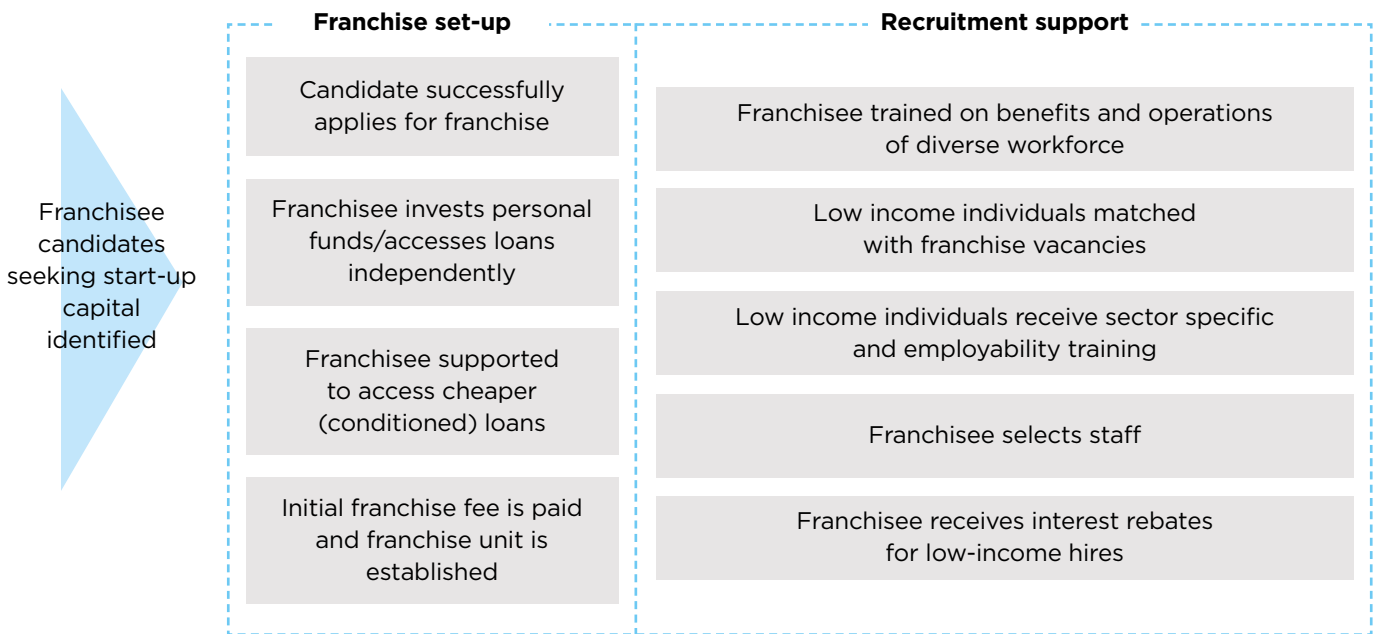 Franchise set-up
Recruitment support
Franchisee
candidates
seeking start-up
capital
identified
Candidate successfully
applies for franchise
Franchisee invests personal
funds/accesses loans
independently
Franchisee supported
to access cheaper
(conditioned) loans
Initial franchise fee is paid
and franchise unit is
established
Franchisee trained on benefits and operations
of diverse workforce
Low income individuals matched
with franchise vacancies
Low income individuals receive sector specific
and employability training
Franchisee selects staff
Franchisee receives interest rebates
for low-income hires